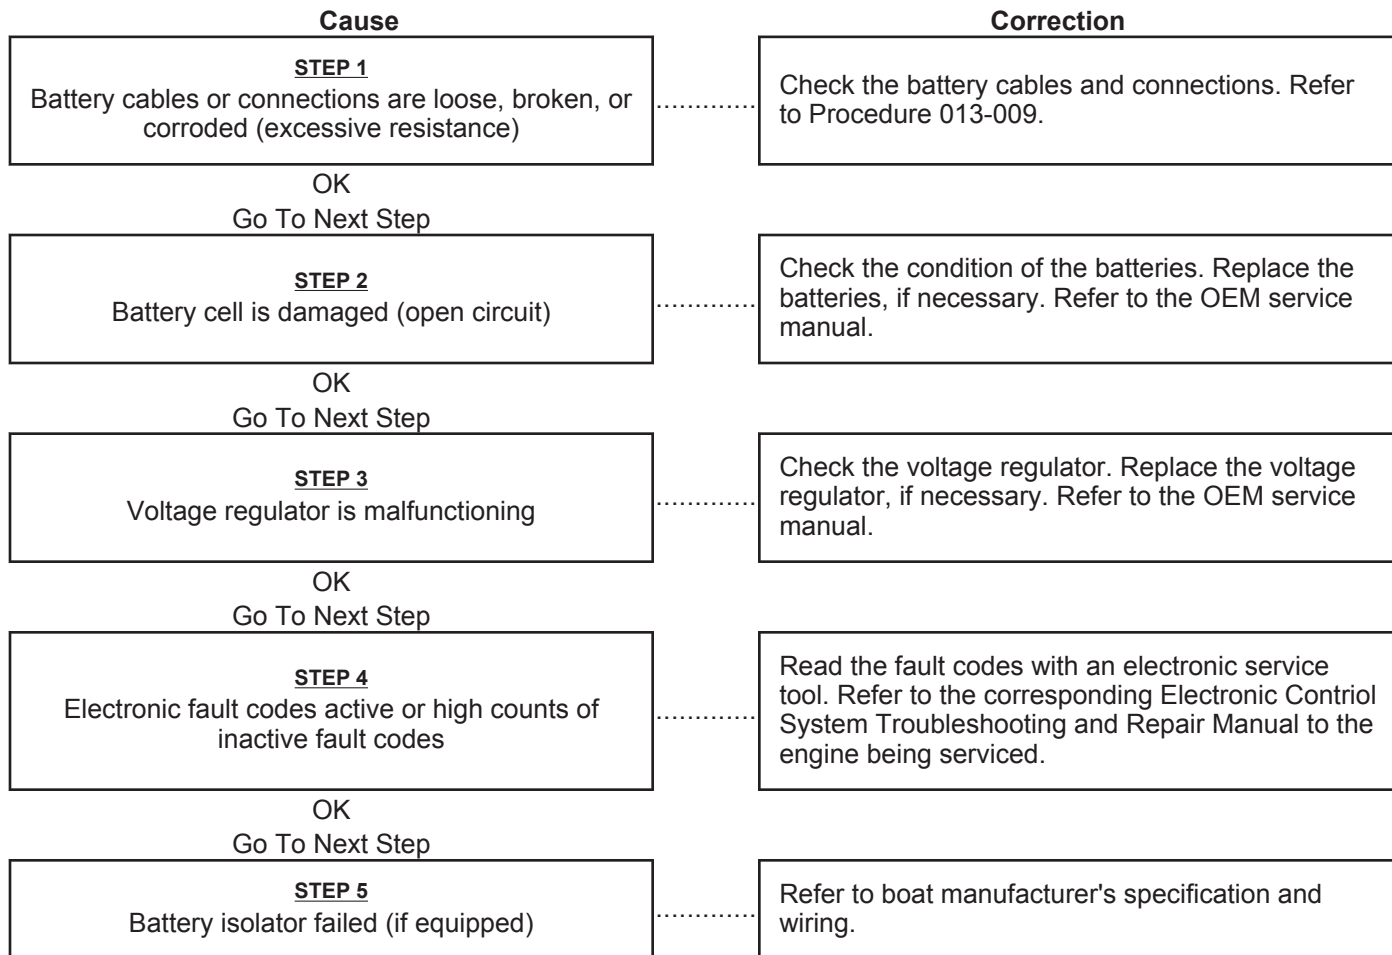 Cause
Correction
STEP 1
Battery cables or connections are loose, broken, or
corroded (excessive resistance)
.............
Check the battery cables and connections. Refer
to Procedure 013-009.
OK
Go To Next Step
STEP 2
Battery cell is damaged (open circuit)
.............
Check the condition of the batteries. Replace the
batteries, if necessary. Refer to the OEM service
manual.
OK
Go To Next Step
STEP 3
Voltage regulator is malfunctioning
.............
Check the voltage regulator. Replace the voltage
regulator, if necessary. Refer to the OEM service
manual.
OK
Go To Next Step
STEP 4
Electronic fault codes active or high counts of
inactive fault codes
.............
Read the fault codes with an electronic service
tool. Refer to the corresponding Electronic Contriol
System Troubleshooting and Repair Manual to the
engine being serviced.
OK
Go To Next Step
STEP 5
Battery isolator failed (if equipped)
.............
Refer to boat manufacturer's specification and
wiring.